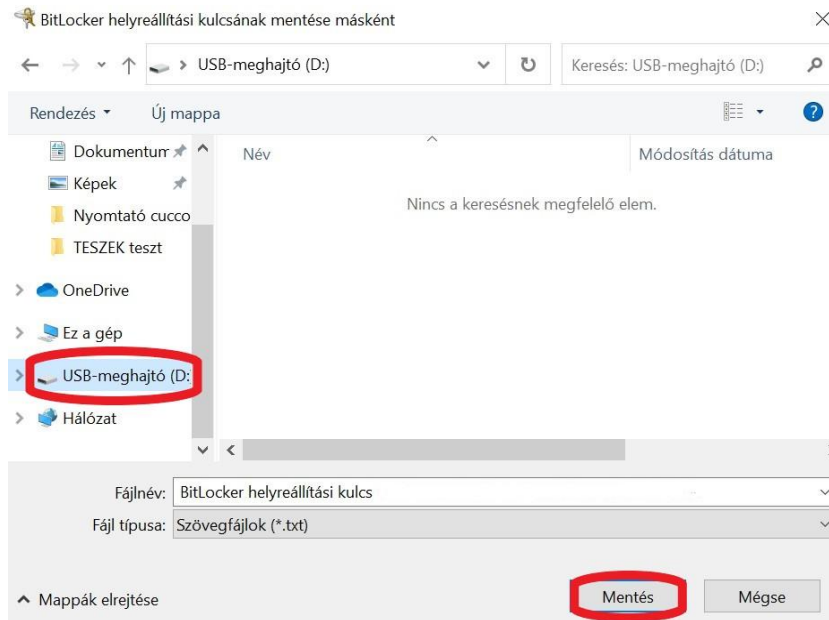 BitLocker helyreállítási kulcsának mentése másként
USB-meghajtó (D:)
Keresés: USB-meghajtó (D:)
Rendezés
Új mappa
?
Dokumentum
Név
Módosítás dátuma
Képek
Nincs a keresésnek megfelelő elem.
Nyomtató cucco
TESZEK teszt
OneDrive
Ez a gép
USB-meghajtó (D:
Hálózat
Fájlnév: BitLocker helyreállítási kulcs
Fájl típusa: Szövegfájlok (*.txt)
Mappák elrejtése
Mentés
Mégse